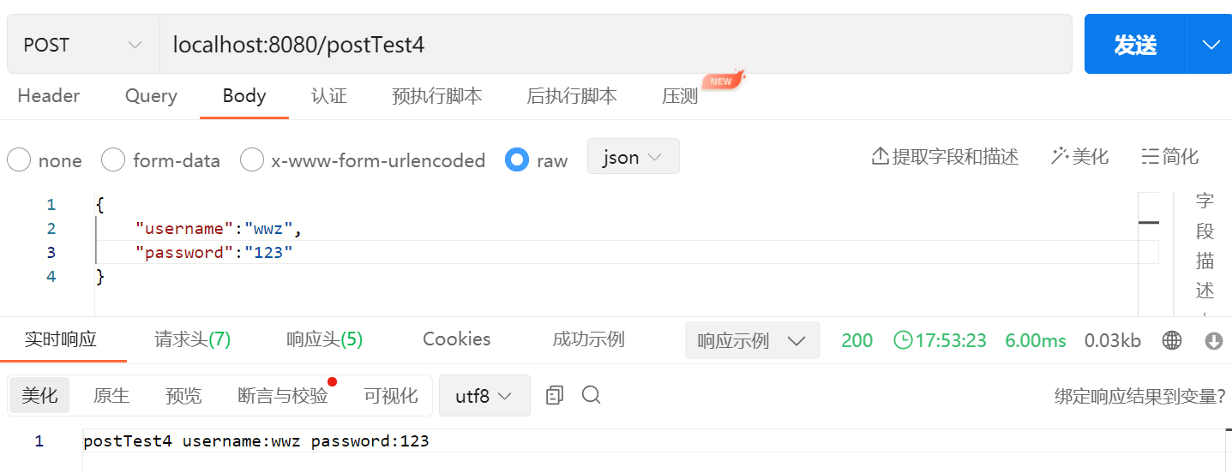 POST localhost:8080/postTest4 发送
Header Query Body 认证 预执行脚本 后执行脚本 压测 NEW
none form-data x-www-form-urlencoded raw json 提取字段和描述 美化 简化
1 {
2 "username":"wwz",
3 "password":"123"
4 }
字
段
描
述
实时响应 请求头(7) 响应头(5) Cookies 成功示例 响应示例 200 17:53:23 6.00ms 0.03kb
美化 原生 预览 断言与校验 可视化 utf8 绑定响应结果到变量?
1 postTest4 username:wwz password:123